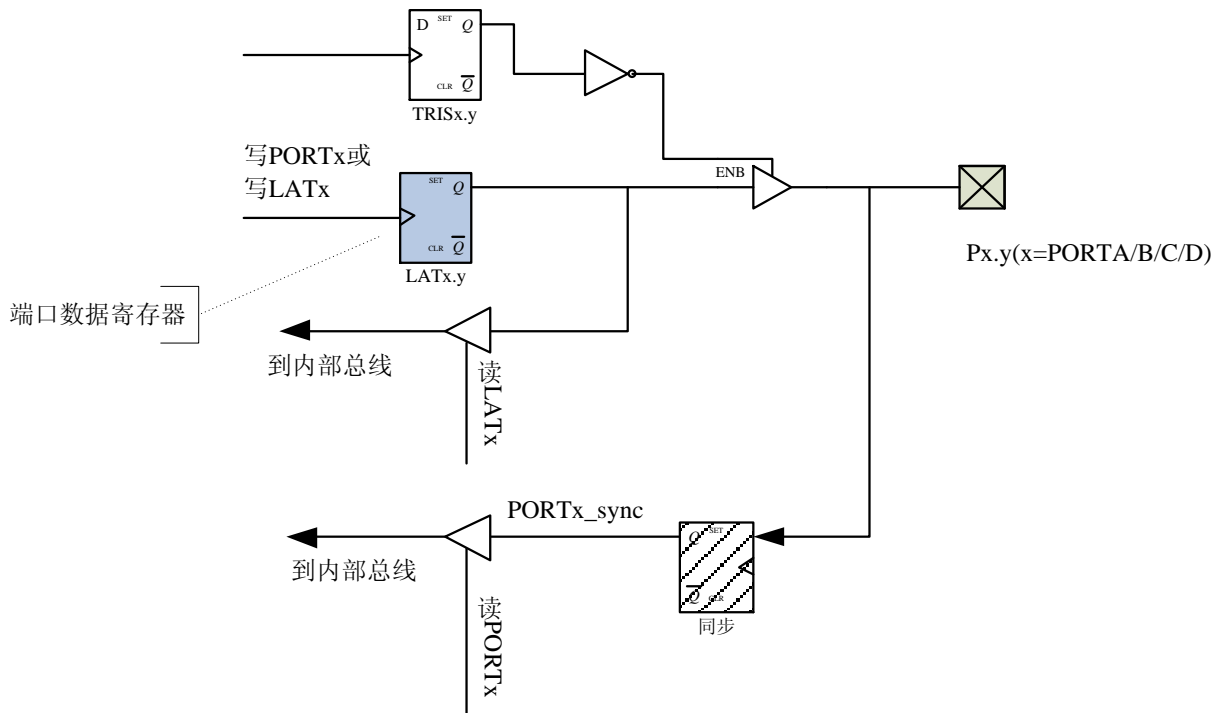 D SET Q
CLR Q
TRISx.y
写PORTx或
写LATx
SET Q
CLR Q
LATx.y
ENB
Px.y(x=PORTA/B/C/D)
端口数据寄存器
到内部总线
读LATx
PORTx_sync
Q SET
Q CLR
同步
到内部总线
读PORTx